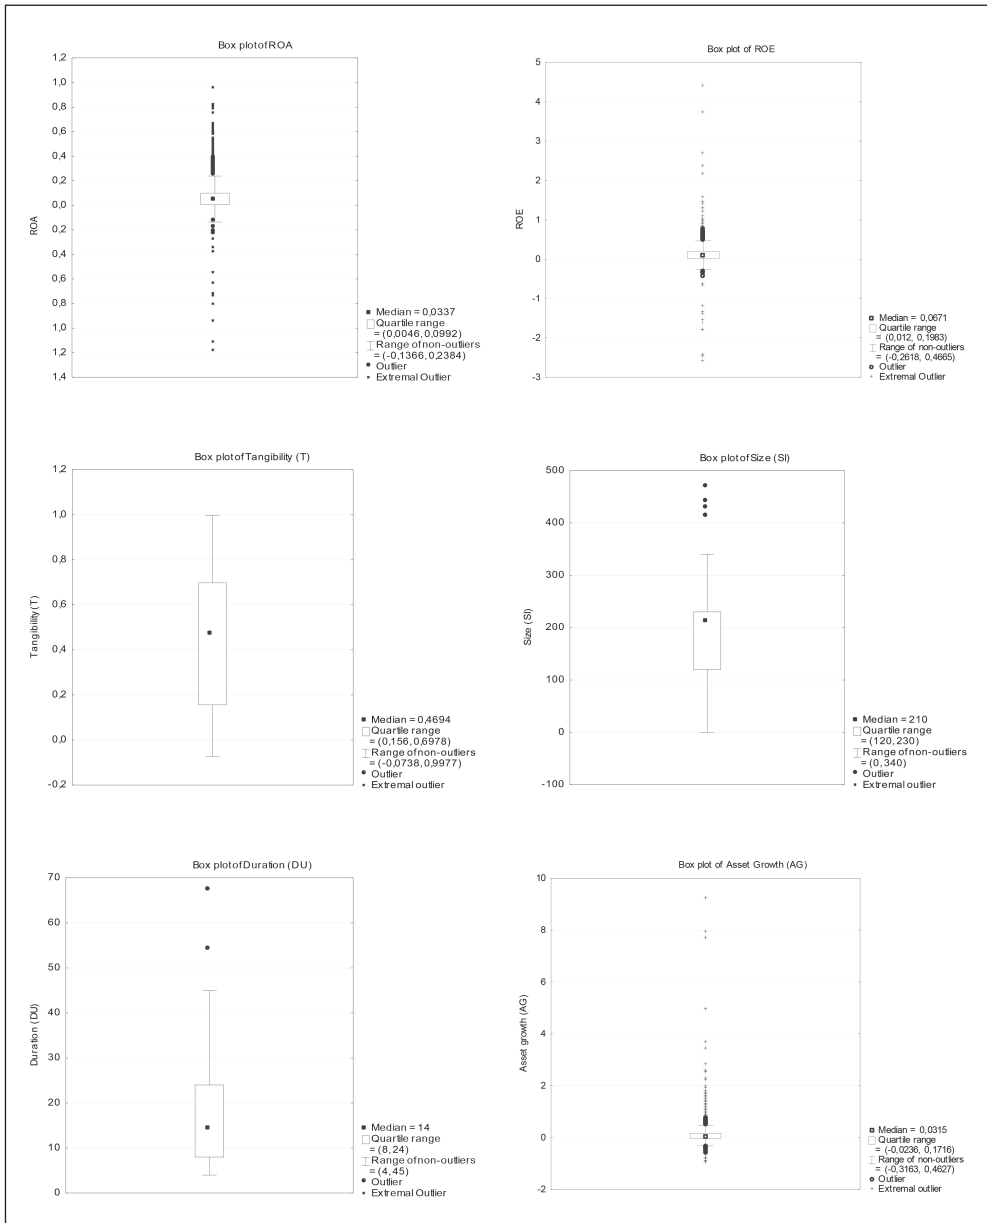 Box plot of ROA
1,2
1,0
0,8
0,6
0,4
0,2
0,0
0,2
0,4
0,6
0,8
1,0
1,2
1,4
ROA
Median = 0,0337
Quartile range
= (0,0046, 0,0992)
Range of non-outliers
= (-0,1366, 0,2384)
Outlier
Extremal Outlier
Box plot of ROE
5
4
3
2
1
0
-1
-2
-3
ROE
Median = 0,0671
Quartile range
= (0,012, 0,1983)
Range of non-outliers
= (-0,2618, 0,4665)
Outlier
Extremal Outlier
Box plot of Tangibility (T)
1,2
1,0
0,8
0,6
0,4
0,2
0,0
-0,2
Tangibility (T)
Median = 0,4694
Quartile range
= (0,156, 0,6978)
Range of non-outliers
= (-0,0738, 0,9977)
Outlier
Extremal outlier
Box plot of Size (SI)
500
400
300
200
100
0
-100
Size (SI)
Median = 210
Quartile range
= (120, 230)
Range of non-outliers
= (0, 340)
Outlier
Extremal outlier
Box plot of Duration (DU)
70
60
50
40
30
20
10
0
Duration (DU)
Median = 14
Quartile range
= (8, 24)
Range of non-outliers
= (4, 45)
Outlier
Extremal Outlier
Box plot of Asset Growth (AG)
10
8
6
4
2
0
-2
Asset growth (AG)
Median = 0,0315
Quartile range
= (-0,0236, 0,1716)
Range of non-outliers
= (-0,3163, 0,4627)
Outlier
Extremal outlier